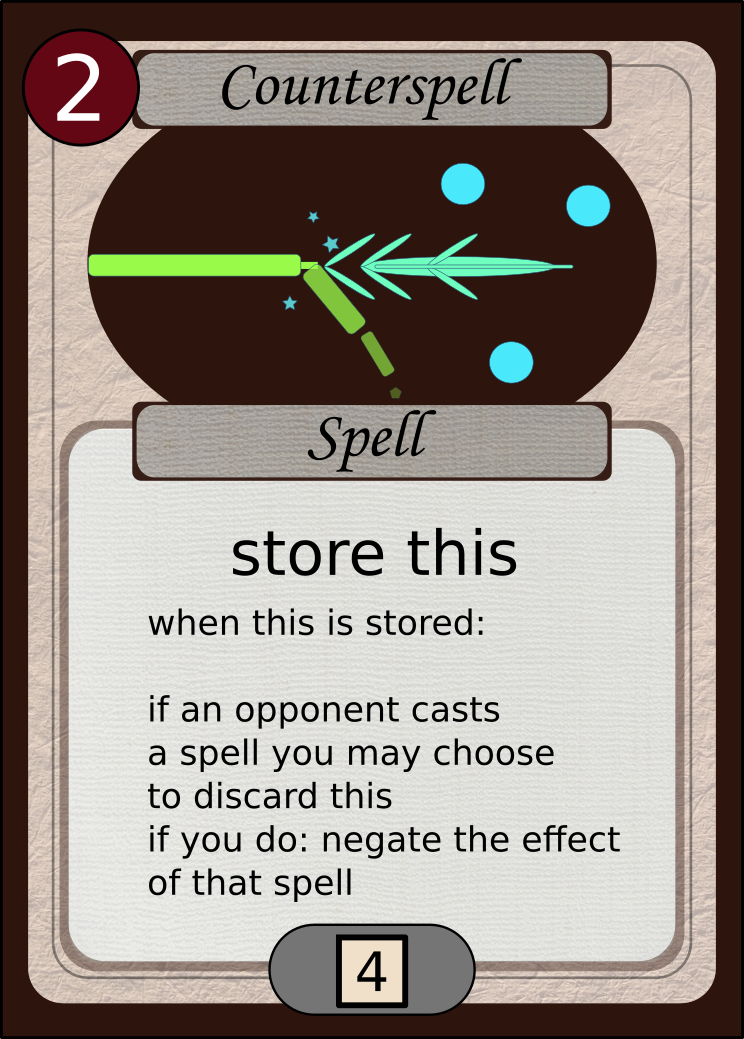 2
Counterspell
Spell
store this
when this is stored:
if an opponent casts
a spell you may choose
to discard this
if you do: negate the effect
of that spell
4